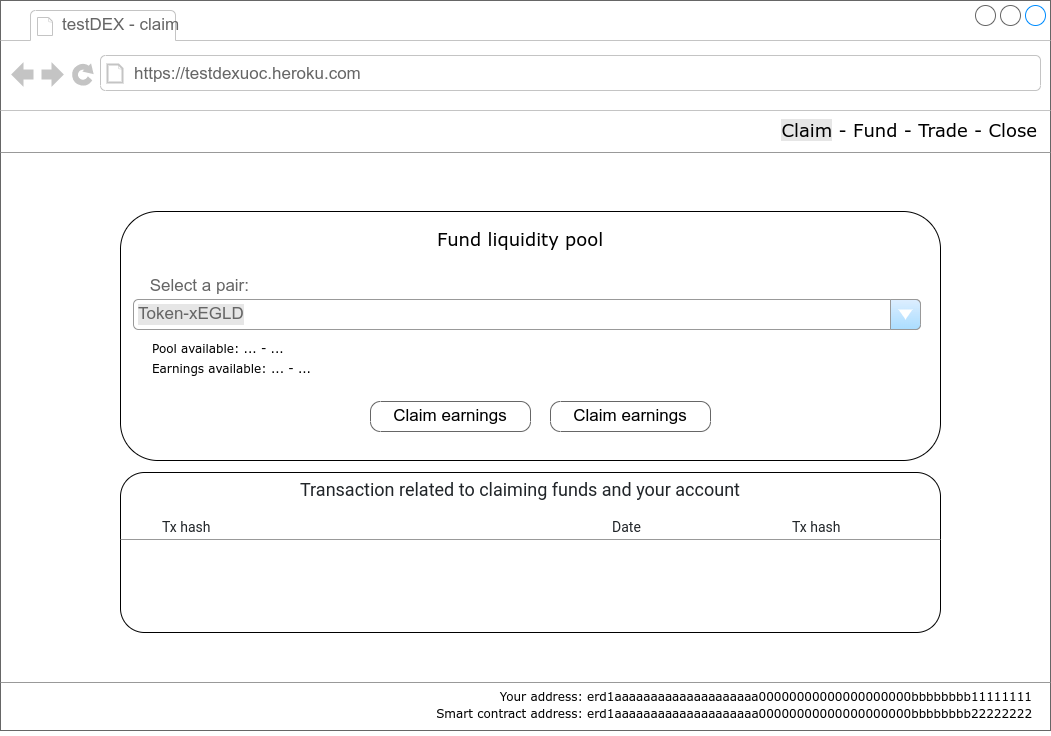 testDEX - claim
https://testdexuoc.heroku.com
Claim - Fund - Trade - Close
Fund liquidity pool
Select a pair:
Token-xEGLD
Pool available: ... - ...
Earnings available: ... - ...
Claim earnings Claim earnings
Transaction related to claiming funds and your account
Tx hash Date Tx hash
Your address: erd1aaaaaaaaaaaaaaaaaaaa00000000000000000000bbbbbbbb11111111
Smart contract address: erd1aaaaaaaaaaaaaaaaaaaa00000000000000000000bbbbbbbb22222222